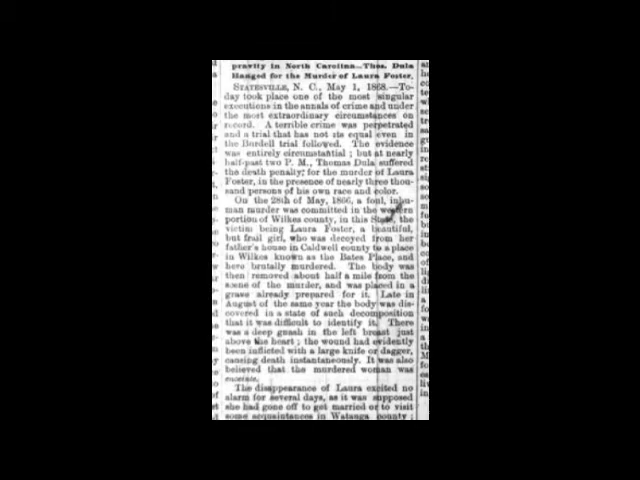 pravity in North Carolina—Thos. Dula
Hanged for the Murder of Laura Foster.
STATESVILLE, N. C., May 1, 1868.—To-
day took place one of the most singular
executions in the annals of crime and under
the most extraordinary circumstances on
record. A terrible crime was perpetrated
and a trial that has not its equal even in
the Burdell trial followed. The evidence
was entirely circumstantial; but at nearly
half-past two P. M., Thomas Dula suffered
the death penalty, for the murder of Laura
Foster, in the presence of nearly three thou-
sand persons of his own race and color.
On the 28th of May, 1866, a foul, inhu-
man murder was committed in the western
portion of Wilkes county, in this State, the
victim being Laura Foster, a beautiful,
but frail girl, who was decoyed from her
father's house in Caldwell county to a place
in Wilkes known as the Bates Place, and
here brutally murdered. The body was
then removed about half a mile from the
scene of the murder, and was placed in a
grave already prepared for it. Late in
August of the same year the body was dis-
covered in a state of such decomposition
that it was difficult to identify it. There
was a deep gnash in the left breast just
above the heart; the wound had evidently
been inflicted with a large knife or dagger,
causing death instantaneously. It was also
believed that the murdered woman was
enceinte.
The disappearance of Laura excited no
alarm for several days, as it was supposed
she had gone off to get married or to visit
some acquaintances in Watauga county;